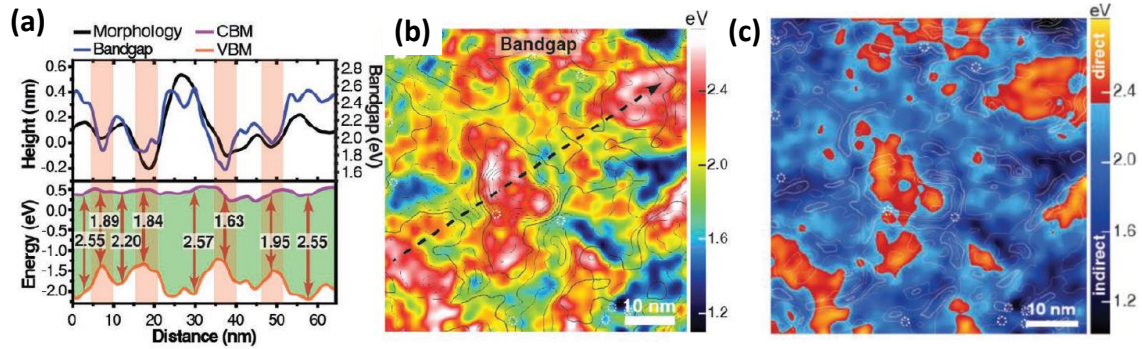 (a)
Morphology
CBM
Bandgap
VBM
0.6
0.4
0.2
0.0
-0.2
Height (nm)
2.8
2.6
2.4
2.2
2.0
1.8
1.6
Bandgap (eV)
0.5
0.0
-0.5
-1.0
-1.5
-2.0
Energy (eV)
1.89
1.84
1.63
2.55
2.20
2.57
1.95
2.55
0
10
20
30
40
50
60
Distance (nm)
(b)
Bandgap
eV
2.4
2.0
1.6
1.2
10 nm
(c)
eV
direct
2.4
2.0
1.6
indirect
1.2
10 nm